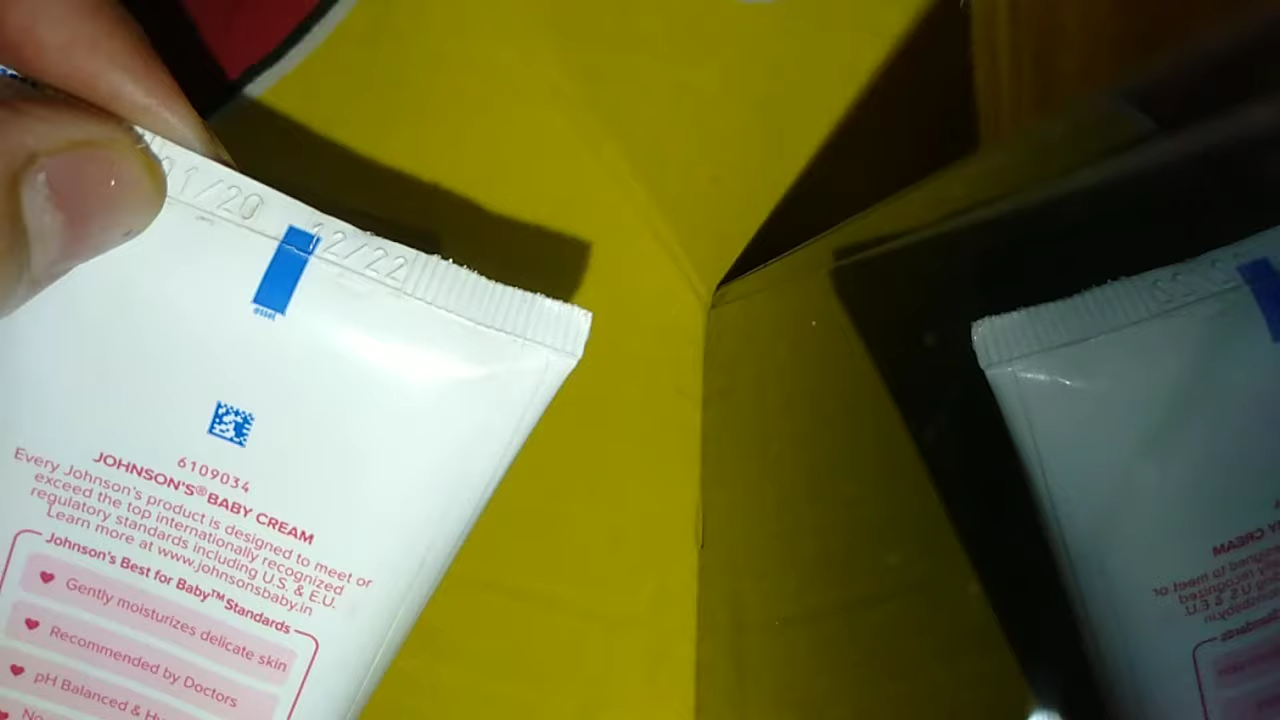 01/20 12/22
asset
6109034
JOHNSON'S® BABY CREAM
Every Johnson's product is designed to meet or
exceed the top internationally recognized
regulatory standards including U.S. & E.U.
Learn more at www.johnsonsbaby.in
Johnson's Best for Baby™ Standards
Gently moisturizes delicate skin
Recommended by Doctors
pH Balanced &